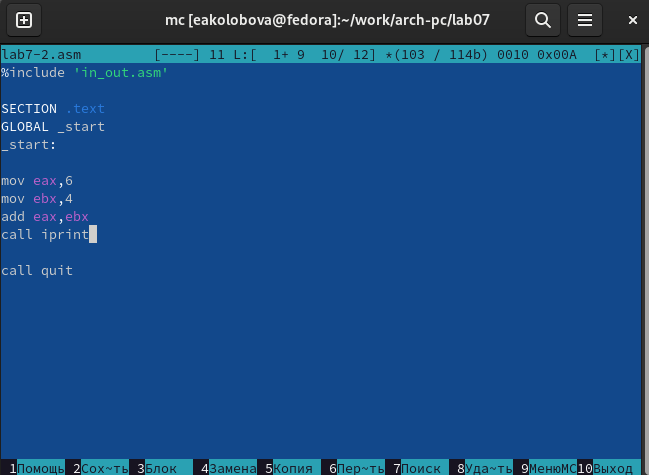 mc [eakolobova@fedora]:~/work/arch-pc/lab07
lab7-2.asm [----] 11 L:[ 1+ 9 10/ 12] *(103 / 114b) 0010 0x00A [*][X]
%include 'in_out.asm'
SECTION .text
GLOBAL _start
_start:
mov eax,6
mov ebx,4
add eax,ebx
call iprint
call quit
1Помощь 2Сох~ть 3Блок 4Замена 5Копия 6Пер~ть 7Поиск 8Уда~ть 9МенюМС 10Выход